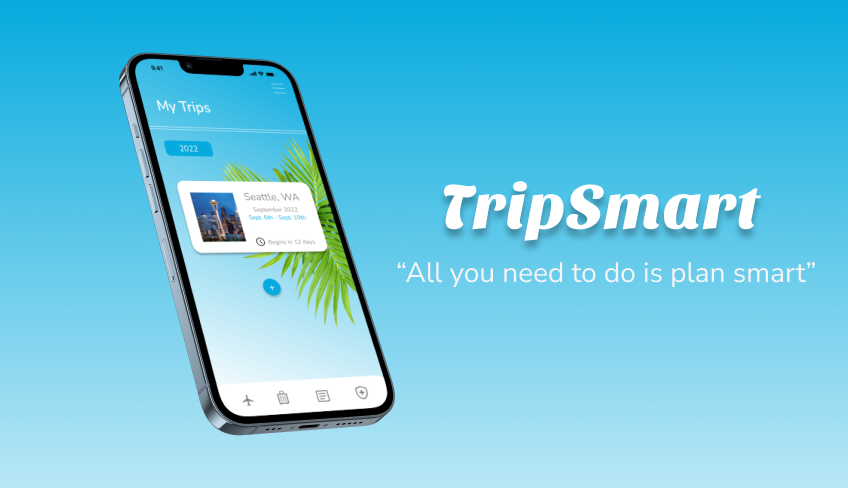 9:41
My Trips
2022
Seattle, WA
September 2022
Sept. 6th - Sept. 10th
Begins in 12 days
TripSmart
“All you need to do is plan smart”